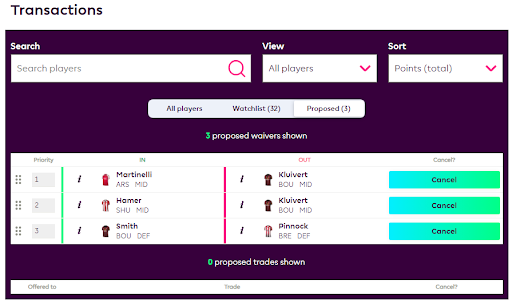 Transactions
Search View Sort
Search players All players Points (total)
All players Watchlist (32) Proposed (3)
3 proposed waivers shown
Priority IN OUT Cancel?
1 i Martinelli i Kluivert Cancel
ARS MID BOU MID
2 i Hamer i Kluivert Cancel
SHU MID BOU MID
3 i Smith i Pinnock Cancel
BOU DEF BRE DEF
0 proposed trades shown
Offered to Trade Cancel?